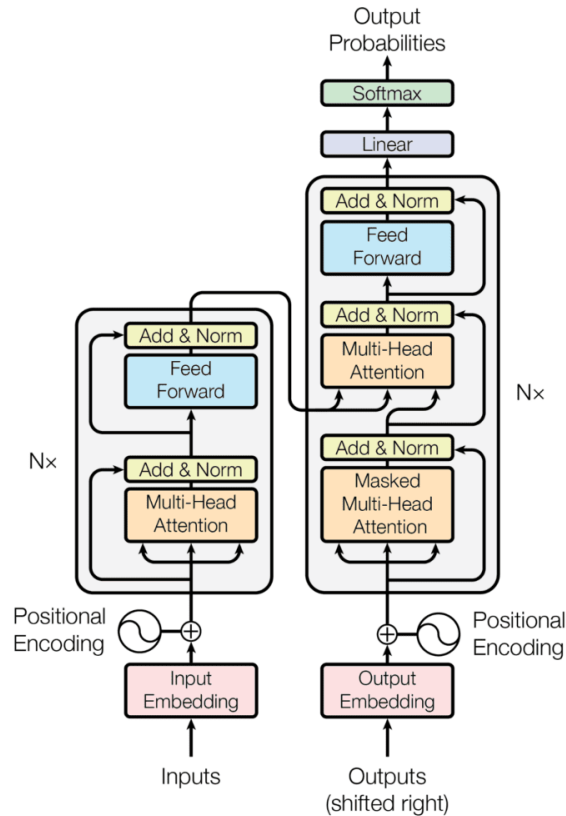 Output
Probabilities
Softmax
Linear
Add & Norm
Feed
Forward
Add & Norm
Multi-Head
Attention
Add & Norm
Masked
Multi-Head
Attention
Nx
Add & Norm
Feed
Forward
Add & Norm
Multi-Head
Attention
Nx
Positional
Encoding
Positional
Encoding
Input
Embedding
Output
Embedding
Inputs
Outputs
(shifted right)